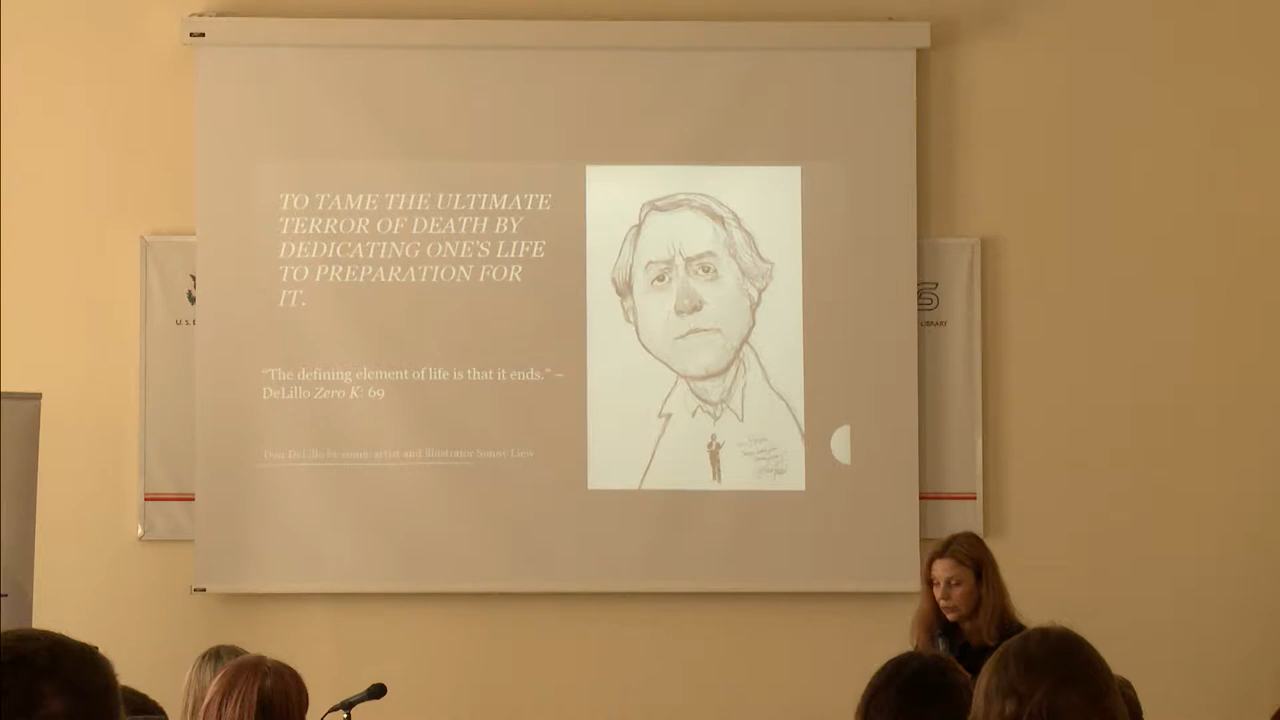 TO TAME THE ULTIMATE
TERROR OF DEATH BY
DEDICATING ONE'S LIFE
TO PREPARATION FOR
IT.
“The defining element of life is that it ends.” –
DeLillo Zero K: 69
Don DeLillo by comic artist and illustrator Sonny Liew
U. S. E
LIBRARY